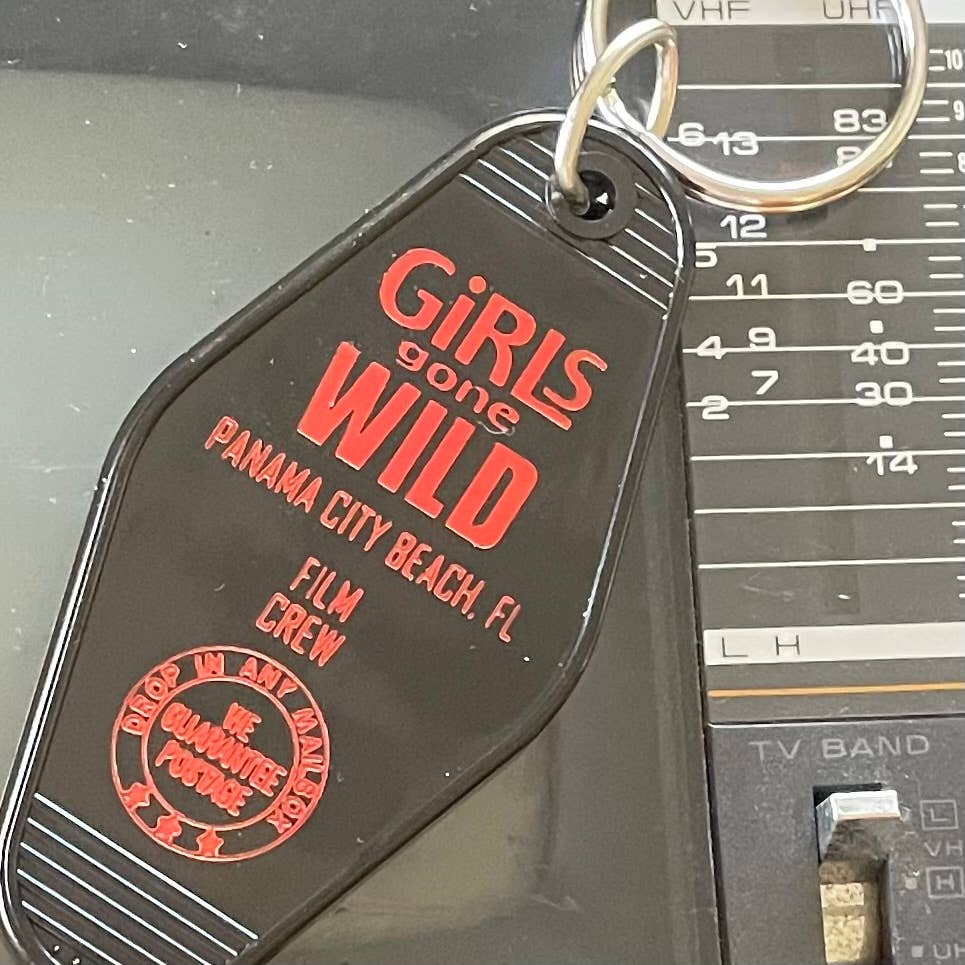 GiRLS
gone
WILD
PANAMA CITY BEACH, FL
FILM
CREW
DROP IN ANY MAILBOX
WE
GUARANTEE
POSTAGE
VHF UHF
6 13 83
12
5
11 60
4 9 40
7 30
2
14
L H
TV BAND
L
H